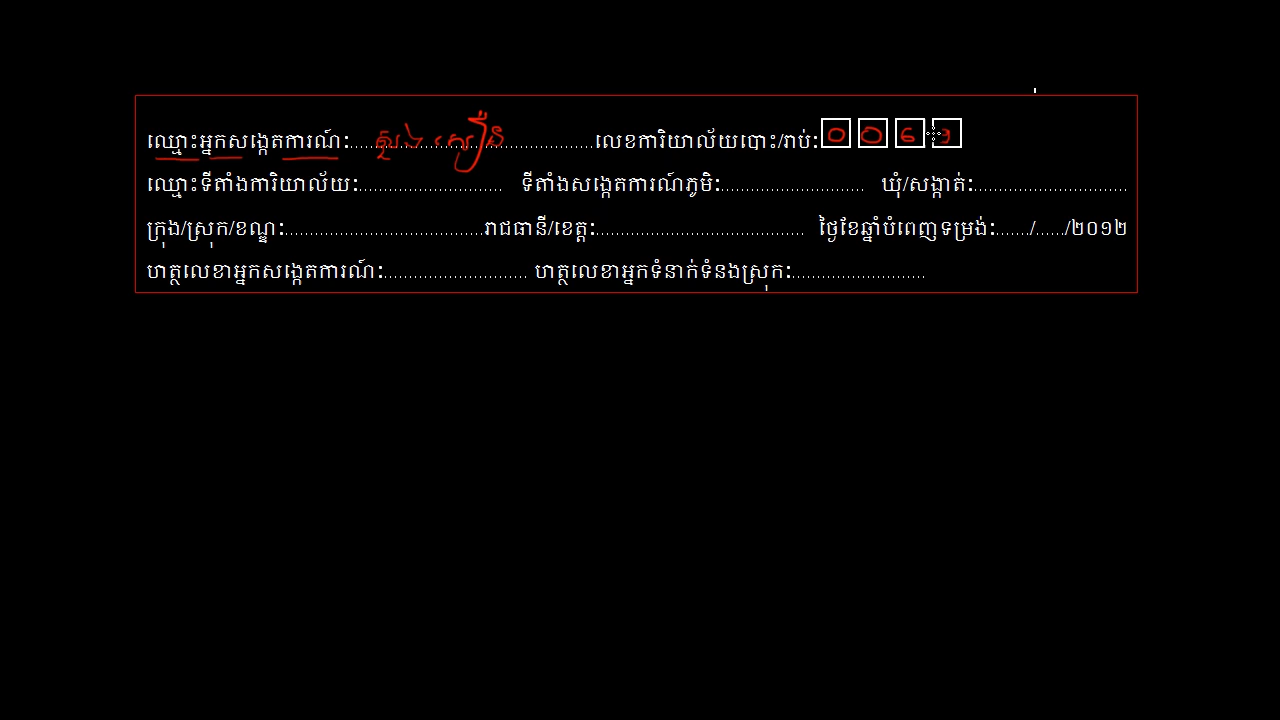 ឈ្មោះអ្នកសង្កេតការណ៍:.......................................លេខការិយាល័យបោះ/រាប់: 0 0 6
ឈ្មោះទីតាំងការិយាល័យ:............................. ទីតាំងសង្កេតការណ៍ភូមិ:............................. ឃុំ/សង្កាត់:...............................
ក្រុង/ស្រុក/ខណ្ឌ:........................................រាជធានី/ខេត្ត:.......................................... ថ្ងៃខែឆ្នាំបំពេញទម្រង់:....../....../២០១២
ហត្ថលេខាអ្នកសង្កេតការណ៍:............................. ហត្ថលេខាអ្នកទំនាក់ទំនងស្រុក:...........................